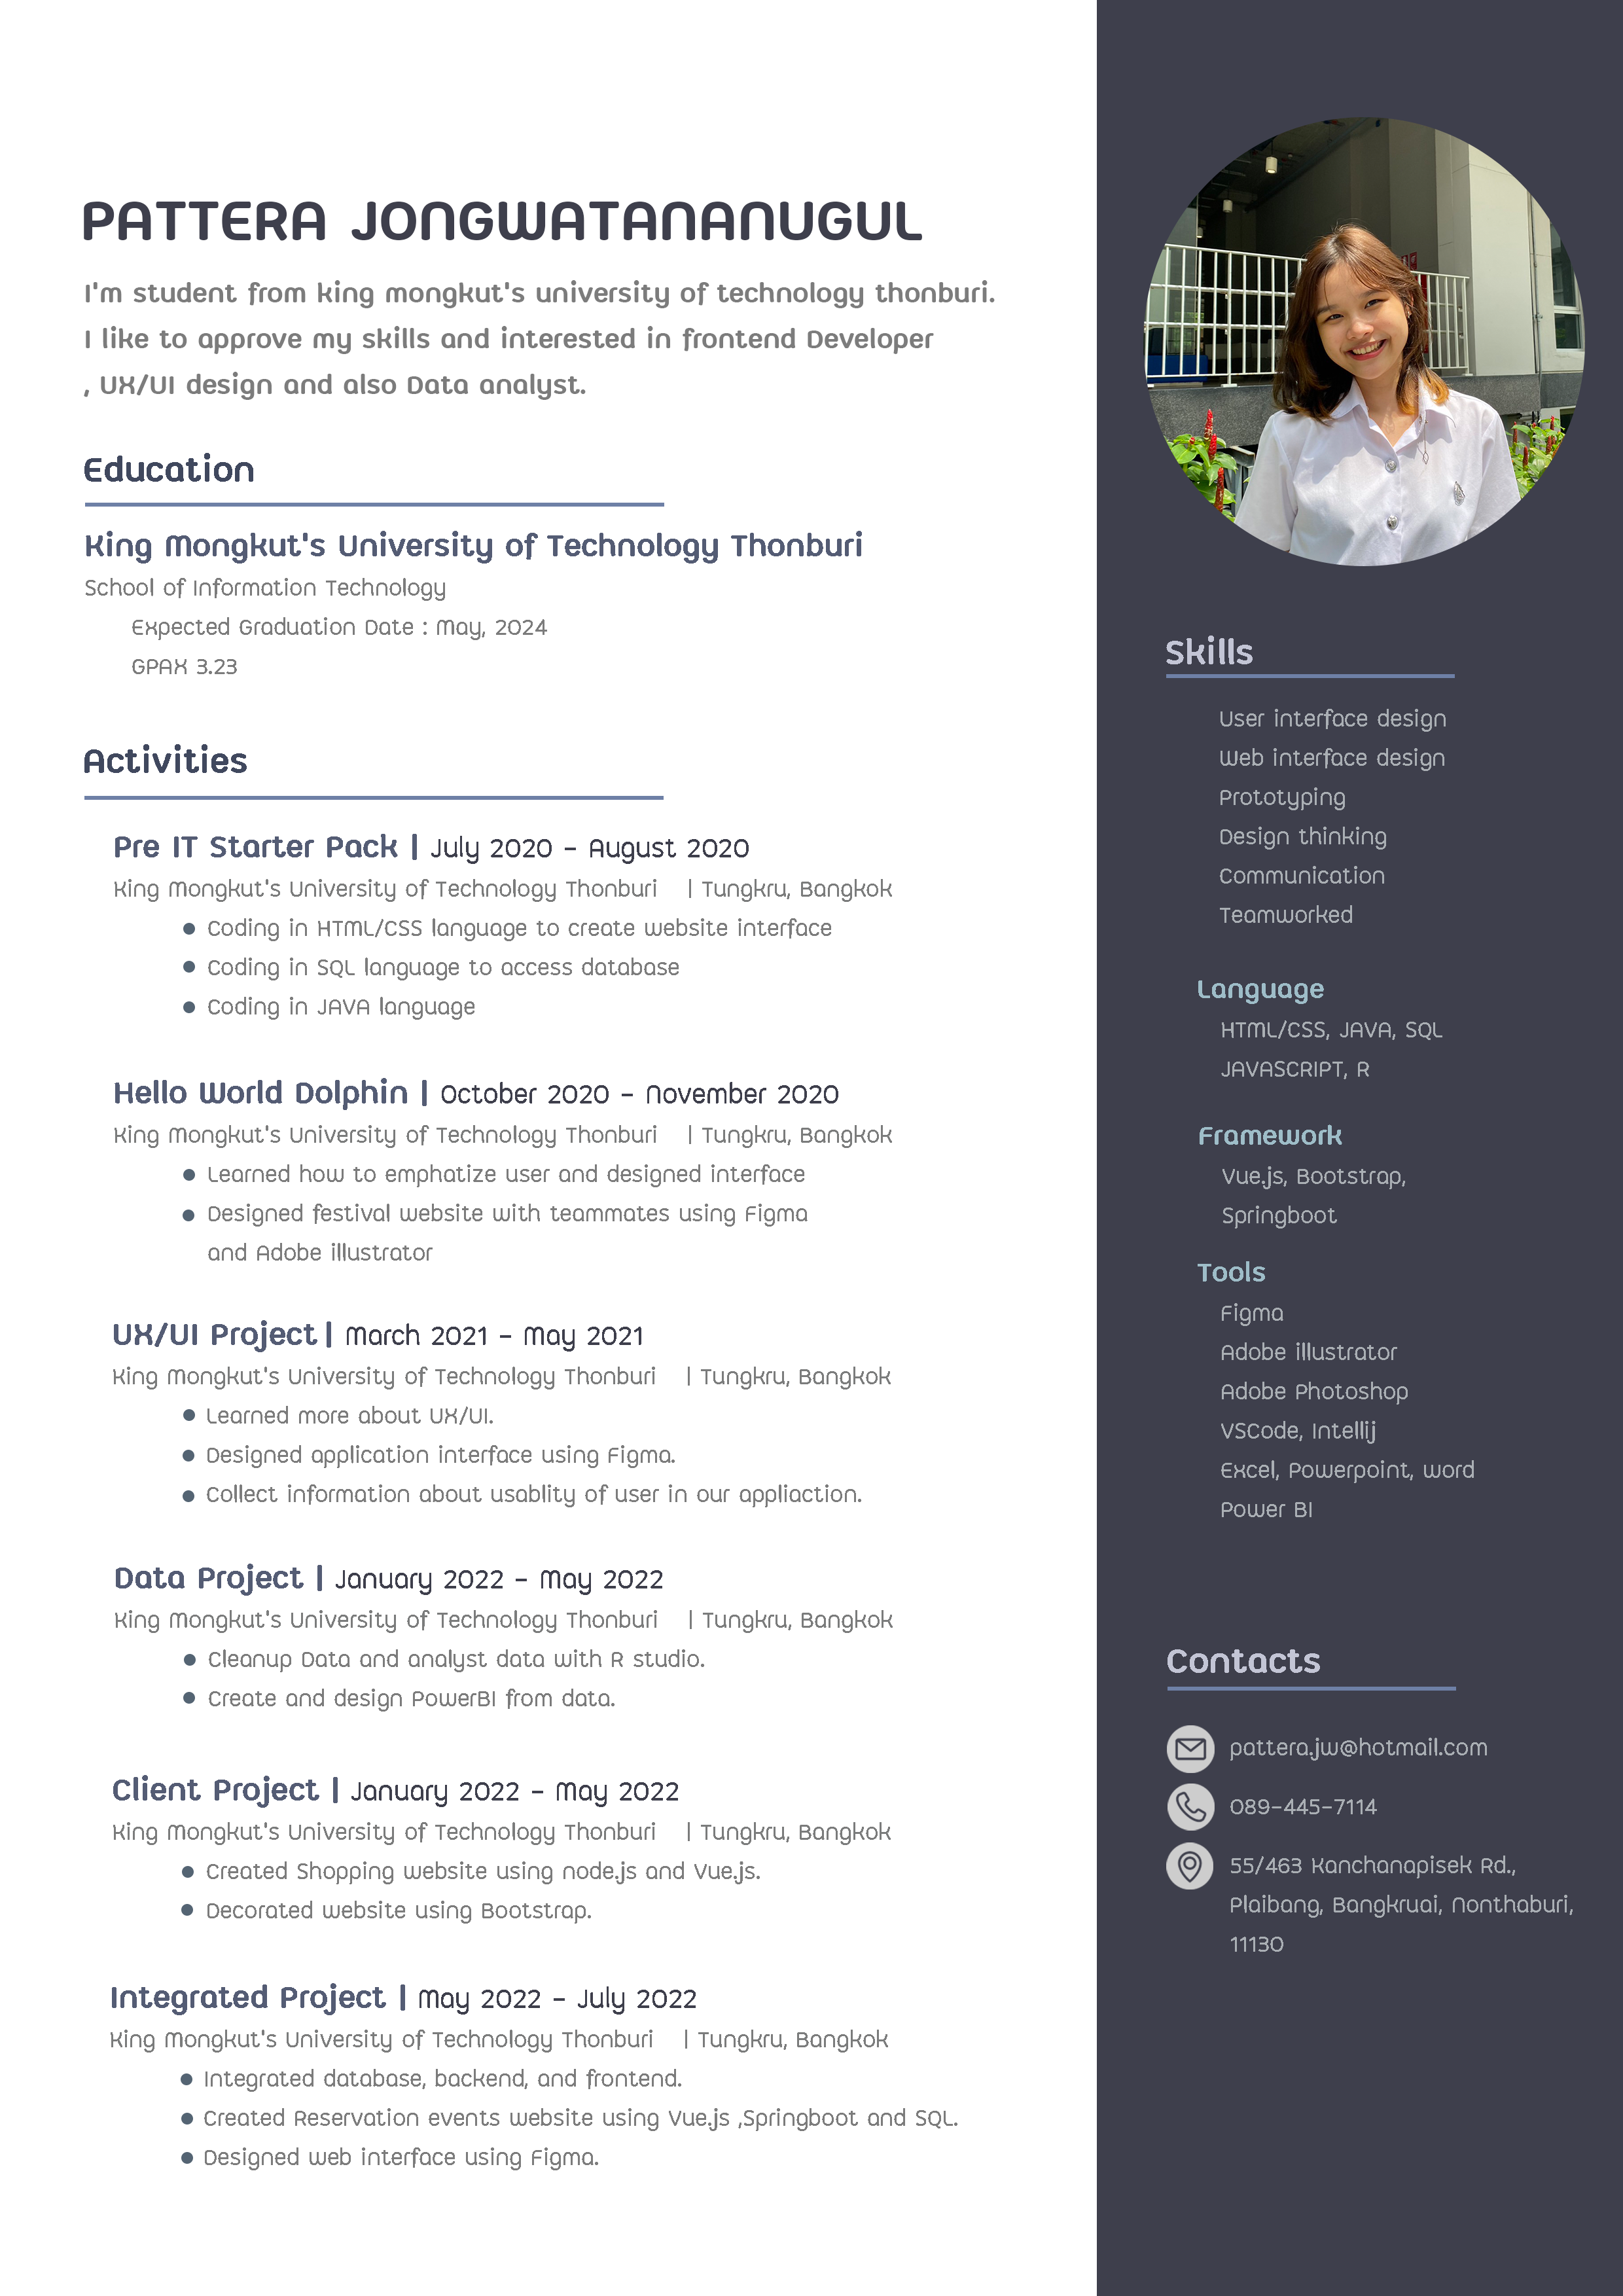 PATTERA JONGWATANANUGUL
I'm student from king mongkut's university of technology thonburi.
I like to approve my skills and interested in frontend Developer
, UX/UI design and also Data analyst.
Education
King Mongkut's University of Technology Thonburi
School of Information Technology
Expected Graduation Date : May, 2024
GPAX 3.23
Activities
Pre IT Starter Pack | July 2020 - August 2020
King Mongkut's University of Technology Thonburi | Tungkru, Bangkok
• Coding in HTML/CSS language to create website interface
• Coding in SQL language to access database
• Coding in JAVA language
Hello World Dolphin | October 2020 - November 2020
King Mongkut's University of Technology Thonburi | Tungkru, Bangkok
• Learned how to emphatize user and designed interface
• Designed festival website with teammates using Figma
and Adobe illustrator
UX/UI Project | March 2021 - May 2021
King Mongkut's University of Technology Thonburi | Tungkru, Bangkok
• Learned more about UX/UI.
• Designed application interface using Figma.
• Collect information about usablity of user in our appliaction.
Data Project | January 2022 - May 2022
King Mongkut's University of Technology Thonburi | Tungkru, Bangkok
• Cleanup Data and analyst data with R studio.
• Create and design PowerBI from data.
Client Project | January 2022 - May 2022
King Mongkut's University of Technology Thonburi | Tungkru, Bangkok
• Created Shopping website using node.js and Vue.js.
• Decorated website using Bootstrap.
Integrated Project | May 2022 - July 2022
King Mongkut's University of Technology Thonburi | Tungkru, Bangkok
• Integrated database, backend, and frontend.
• Created Reservation events website using Vue.js ,Springboot and SQL.
• Designed web interface using Figma.
Skills
User interface design
Web interface design
Prototyping
Design thinking
Communication
Teamworked
Language
HTML/CSS, JAVA, SQL
JAVASCRIPT, R
Framework
Vue.js, Bootstrap,
Springboot
Tools
Figma
Adobe illustrator
Adobe Photoshop
VSCode, Intellij
Excel, Powerpoint, word
Power BI
Contacts
pattera.jw@hotmail.com
089-445-7114
55/463 Kanchanapisek Rd.,
Plaibang, Bangkruai, Nonthaburi,
11130